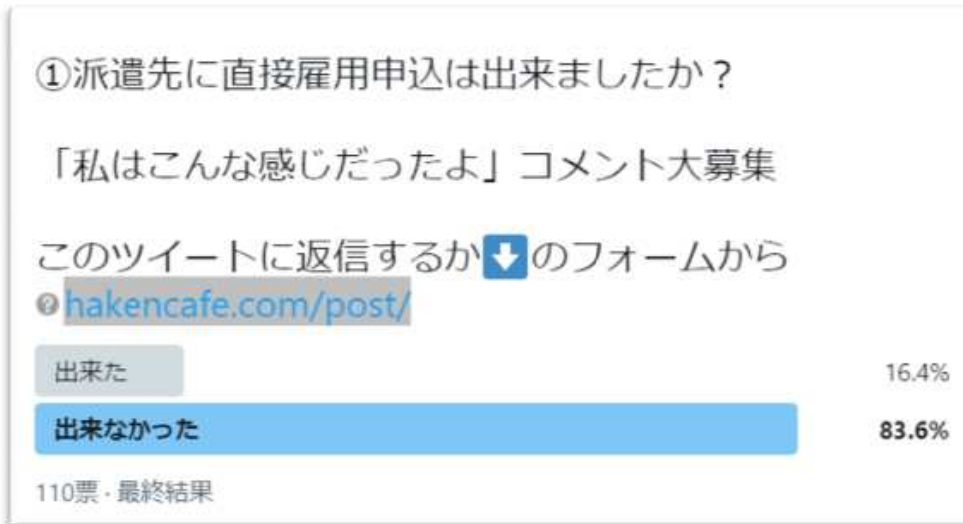 ①派遣先に直接雇用申込は出来ましたか？
「私はこんな感じだったよ」コメント大募集
このツイートに返信するか⬇のフォームから
hakencafe.com/post/
出来た 16.4%
出来なかった 83.6%
110票・最終結果